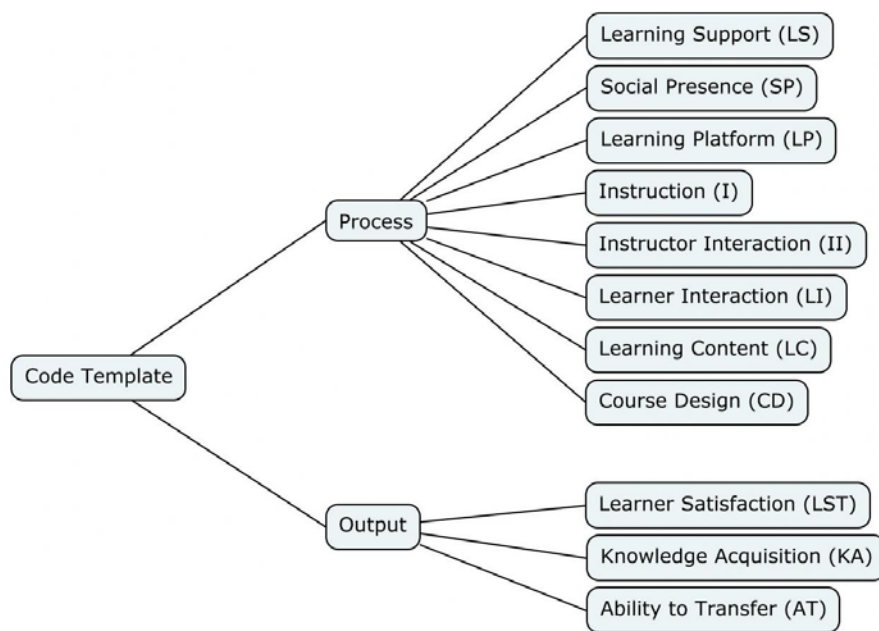 Learning Support (LS)
Social Presence (SP)
Learning Platform (LP)
Process
Instruction (I)
Instructor Interaction (II)
Learner Interaction (LI)
Learning Content (LC)
Code Template
Course Design (CD)
Learner Satisfaction (LST)
Output
Knowledge Acquisition (KA)
Ability to Transfer (AT)